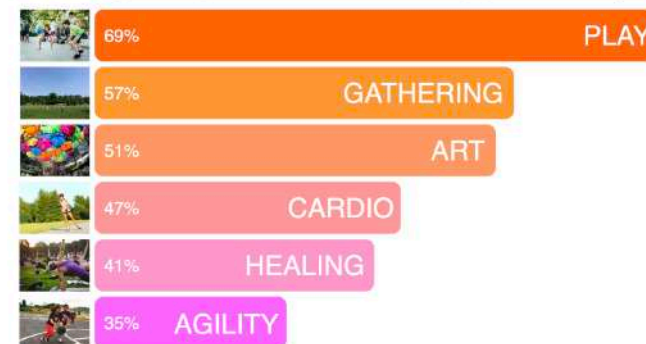 69% PLAY
57% GATHERING
51% ART
47% CARDIO
41% HEALING
35% AGILITY